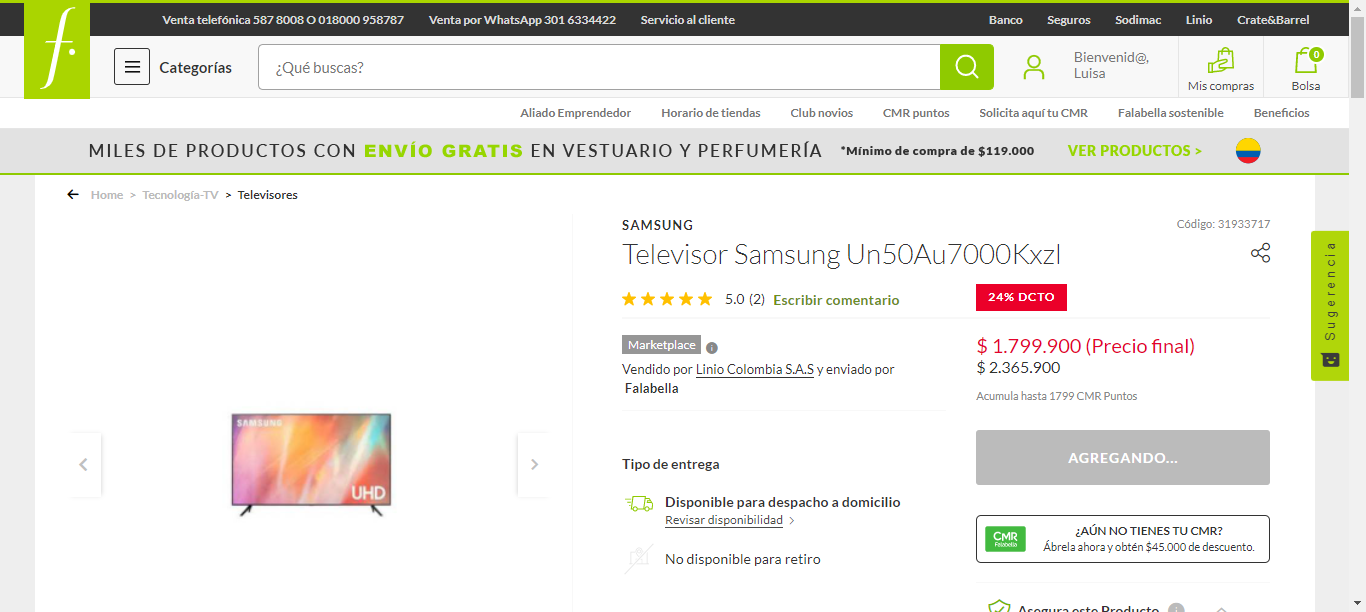 Venta telefónica 587 8008 O 018000 958787
Venta por WhatsApp 301 6334422
Servicio al cliente
Banco
Seguros
Sodimac
Linio
Crate&Barrel
f.
Categorías
¿Qué buscas?
Bienvenid@,
Luisa
Mis compras
0
Bolsa
Aliado Emprendedor
Horario de tiendas
Club novios
CMR puntos
Solicita aquí tu CMR
Falabella sostenible
Beneficios
MILES DE PRODUCTOS CON ENVÍO GRATIS EN VESTUARIO Y PERFUMERÍA *Mínimo de compra de $119.000 VER PRODUCTOS >
Home > Tecnología-TV > Televisores
SAMSUNG
UHD
SAMSUNG
Código: 31933717
Televisor Samsung Un50Au7000Kxzl
5.0 (2) Escribir comentario
24% DCTO
Marketplace
Vendido por Linio Colombia S.A.S y enviado por
Falabella
$ 1.799.900 (Precio final)
$ 2.365.900
Acumula hasta 1799 CMR Puntos
AGREGANDO...
Tipo de entrega
Disponible para despacho a domicilio
Revisar disponibilidad >
No disponible para retiro
CMR
Falabella
¿AÚN NO TIENES TU CMR?
Ábrela ahora y obtén $45.000 de descuento.
Asegura este Producto
Sugerencia